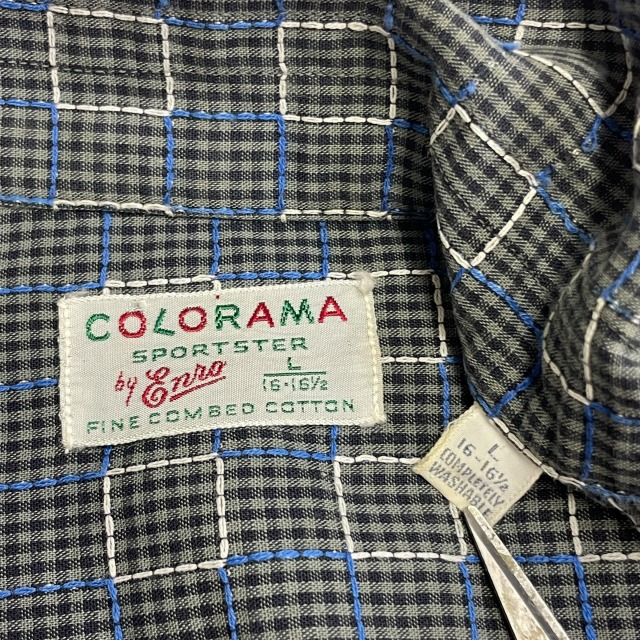 COLORAMA
SPORTSTER
by Enro
L
16-16½
FINE COMBED COTTON
L
16-16½
COMPLETELY
WASHABLE